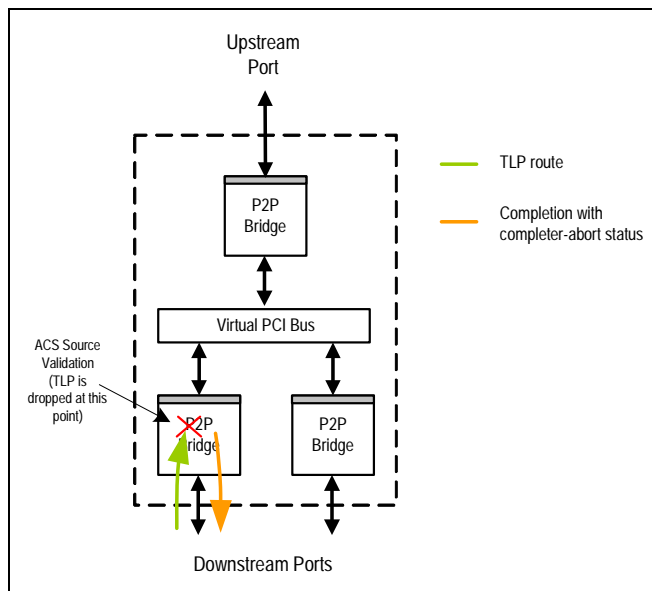 Upstream
Port
TLP route
P2P
Bridge
Completion with
completer-abort status
Virtual PCI Bus
ACS Source
Validation
(TLP is
dropped at this
point)
P2P
Bridge
P2P
Bridge
Downstream Ports